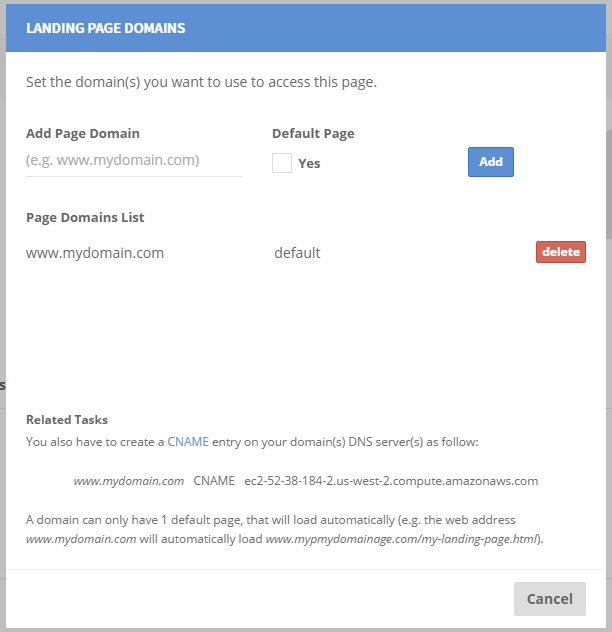 LANDING PAGE DOMAINS
Set the domain(s) you want to use to access this page.
Add Page Domain Default Page
(e.g. www.mydomain.com) Yes Add
Page Domains List
www.mydomain.com default delete
s
Related Tasks
You also have to create a CNAME entry on your domain(s) DNS server(s) as follow:
www.mydomain.com CNAME ec2-52-38-184-2.us-west-2.compute.amazonaws.com
A domain can only have 1 default page, that will load automatically (e.g. the web address
www.mydomain.com will automatically load www.mypmydomainage.com/my-landing-page.html).
Cancel